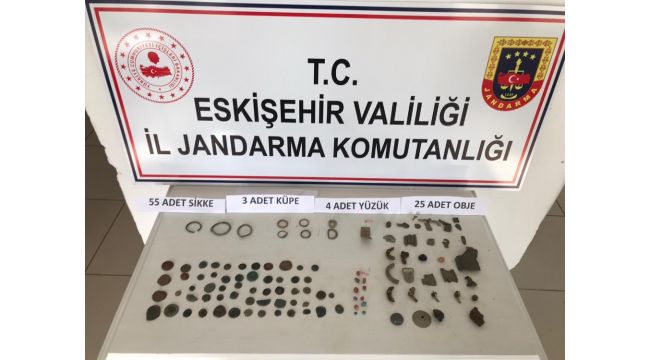 T.C.
ESKİŞEHİR VALİLİĞİ
İL JANDARMA KOMUTANLIĞI
JANDARMA
55 ADET SİKKE
3 ADET KÜPE
4 ADET YÜZÜK
25 ADET OBJE